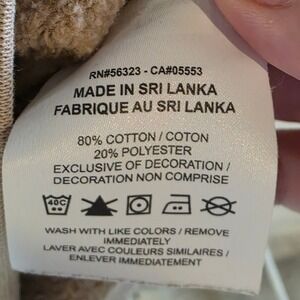 RN#56323 - CA#05553
MADE IN SRI LANKA
FABRIQUE AU SRI LANKA
80% COTTON / COTON
20% POLYESTER
EXCLUSIVE OF DECORATION /
DECORATION NON COMPRISE
40C
WASH WITH LIKE COLORS / REMOVE
IMMEDIATELY
LAVER AVEC COULEURS SIMILAIRES /
ENLEVER IMMEDIATEMENT